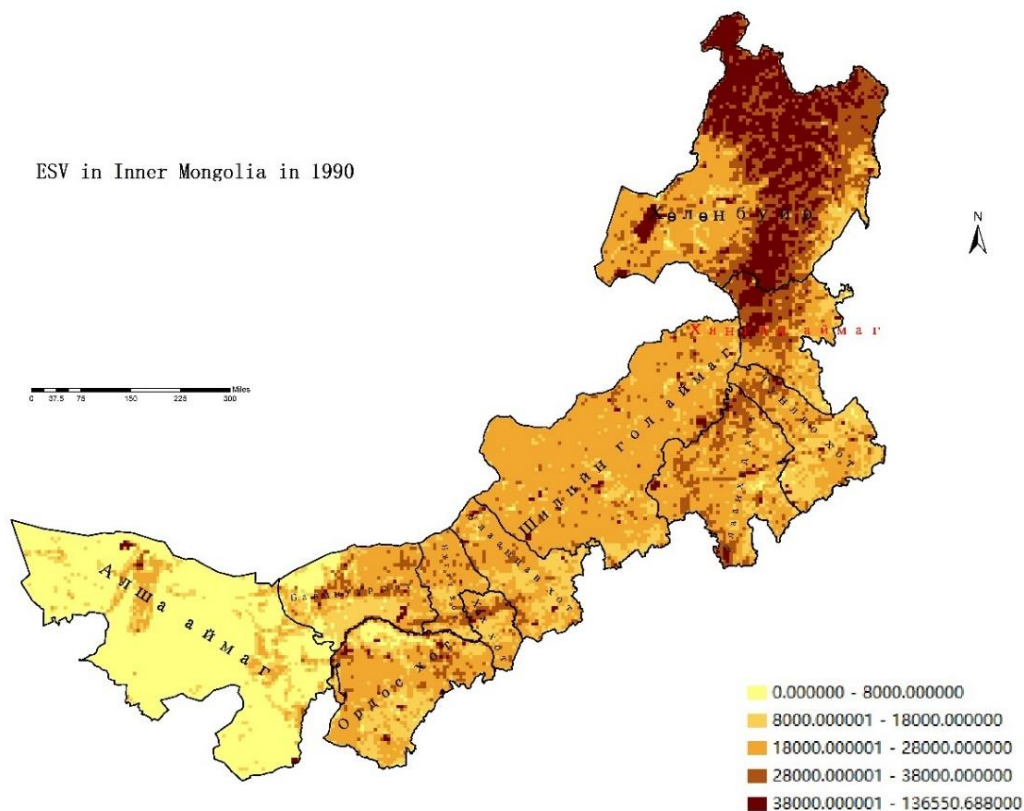 ESV in Inner Mongolia in 1990
N
Хөлөнбуйр
аймаг
Шилийн гол аймаг
0 37.5 75 150 225 300 Miles
Алша аймаг
Ордос хот
0.000000 - 8000.000000
8000.000001 - 18000.000000
18000.000001 - 28000.000000
28000.000001 - 38000.000000
38000.000001 - 136550.688000